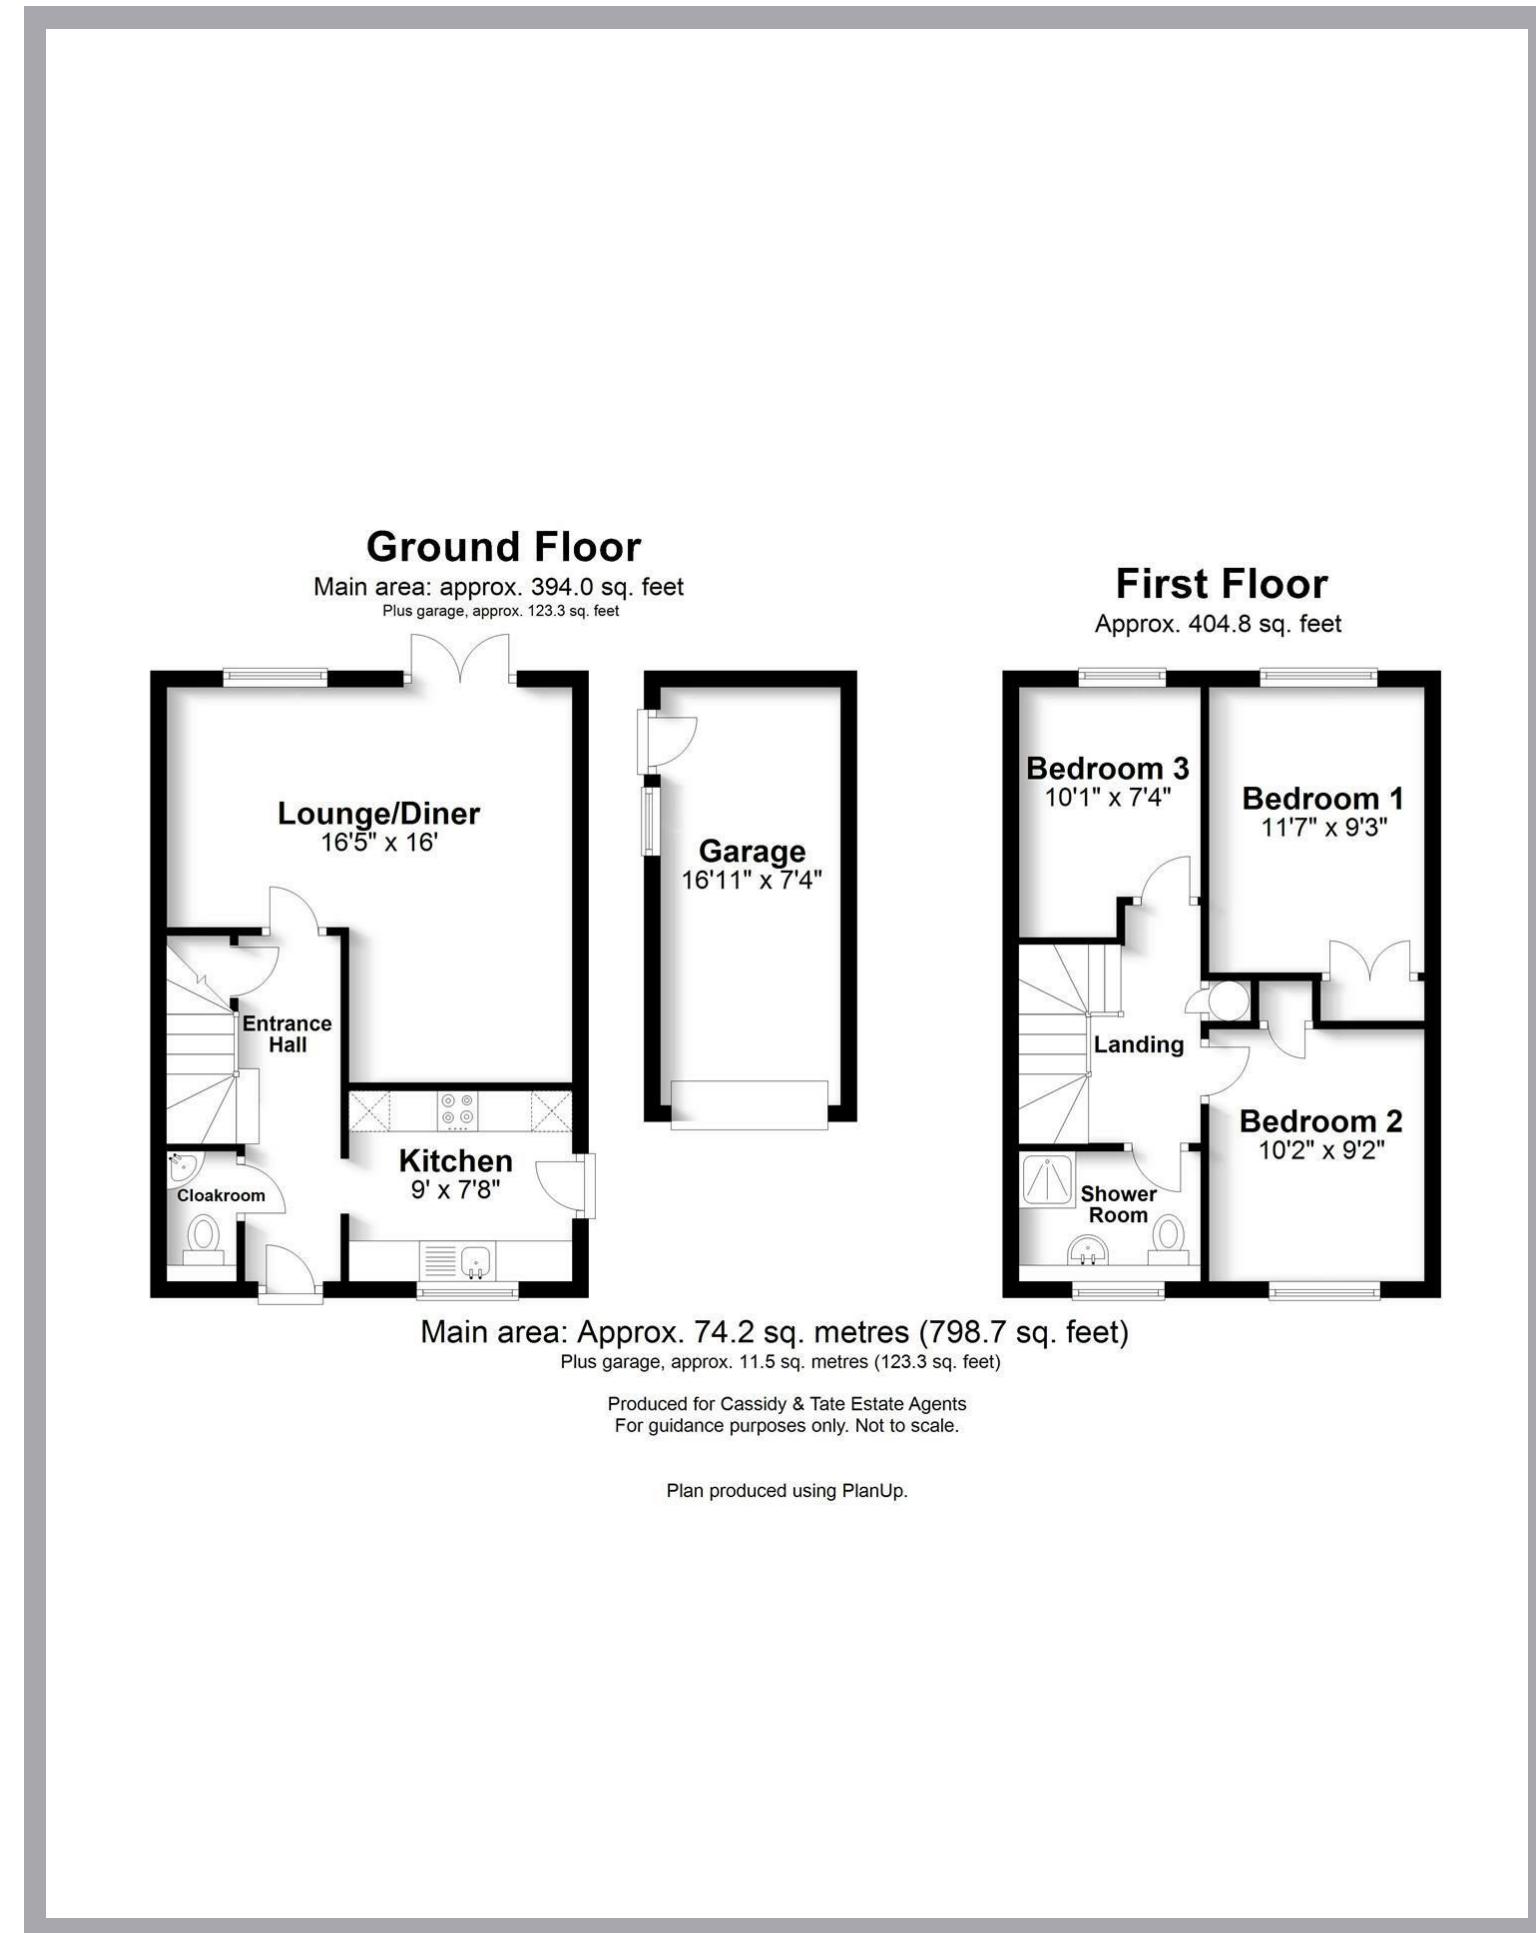 Ground Floor
Main area: approx. 394.0 sq. feet
Plus garage, approx. 123.3 sq. feet
Lounge/Diner
16'5" x 16'
Entrance
Hall
Cloakroom
Kitchen
9' x 7'8"
Garage
16'11" x 7'4"
First Floor
Approx. 404.8 sq. feet
Bedroom 3
10'1" x 7'4"
Bedroom 1
11'7" x 9'3"
Landing
Bedroom 2
10'2" x 9'2"
Shower
Room
Main area: Approx. 74.2 sq. metres (798.7 sq. feet)
Plus garage, approx. 11.5 sq. metres (123.3 sq. feet)
Produced for Cassidy & Tate Estate Agents
For guidance purposes only. Not to scale.
Plan produced using PlanUp.